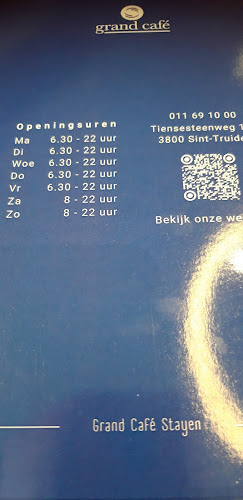 grand café
Openingsuren
Ma 6.30 - 22 uur
Di 6.30 - 22 uur
Woe 6.30 - 22 uur
Do 6.30 - 22 uur
Vr 6.30 - 22 uur
Za 8 - 22 uur
Zo 8 - 22 uur
011 69 10 00
Tiensesteenweg 1
3800 Sint-Truide
Bekijk onze we
Grand Café Stayen